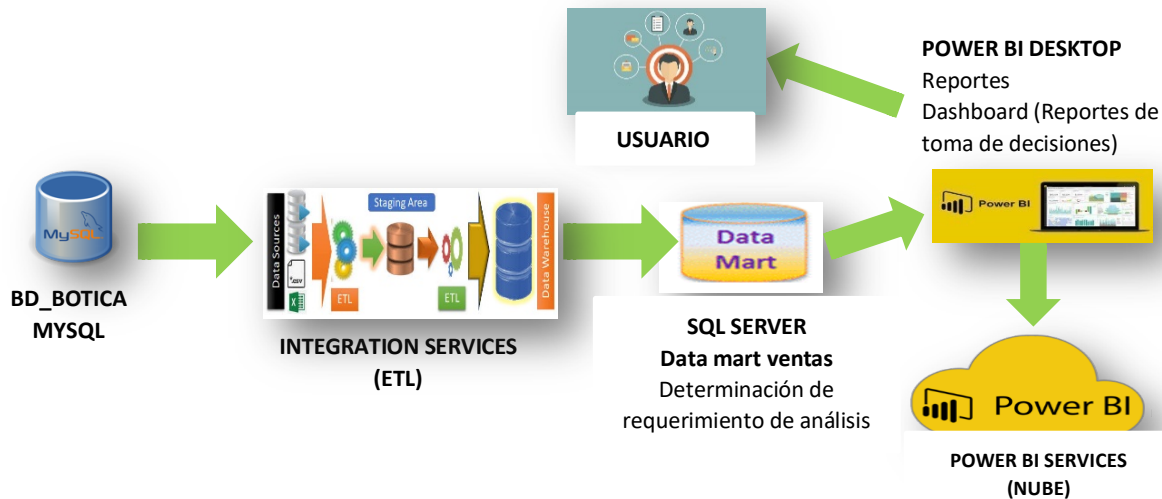 MySQL
BD_BOTICA
MYSQL
Data Sources
.csv
ETL
Staging Area
ETL
Data Warehouse
INTEGRATION SERVICES
(ETL)
USUARIO
Data
Mart
SQL SERVER
Data mart ventas
Determinación de
requerimiento de análisis
POWER BI DESKTOP
Reportes
Dashboard (Reportes de
toma de decisiones)
Power BI
Power BI
POWER BI SERVICES
(NUBE)